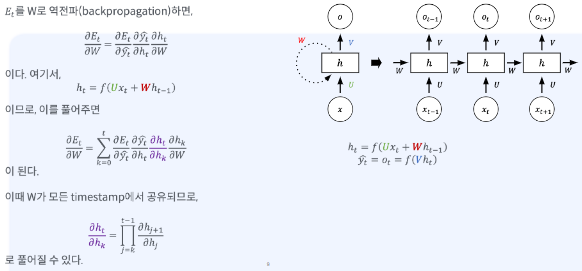 E_t를 W로 역전파(backpropagation)하면,
∂E_t/∂W = ∂E_t/∂ŷ_t ∂ŷ_t/∂h_t ∂h_t/∂W
이다. 여기서,
h_t = f(Ux_t + Wh_{t−1})
이므로, 이를 풀어주면
∂E_t/∂W = ∑_{k=0}^{t} ∂E_t/∂ŷ_t ∂ŷ_t/∂h_t ∂h_t/∂h_k ∂h_k/∂W
이 된다.
이때 W가 모든 timestamp에서 공유되므로,
∂h_t/∂h_k = ∏_{j=k}^{t−1} ∂h_{j+1}/∂h_j
로 풀어질 수 있다.
o o_{t−1} o_t o_{t+1}
W V V V V
h h h h
W W W W
U U U U
x x_{t−1} x_t x_{t+1}
h_t = f(Ux_t + Wh_{t−1})
ŷ_t = o_t = f(Vh_t)